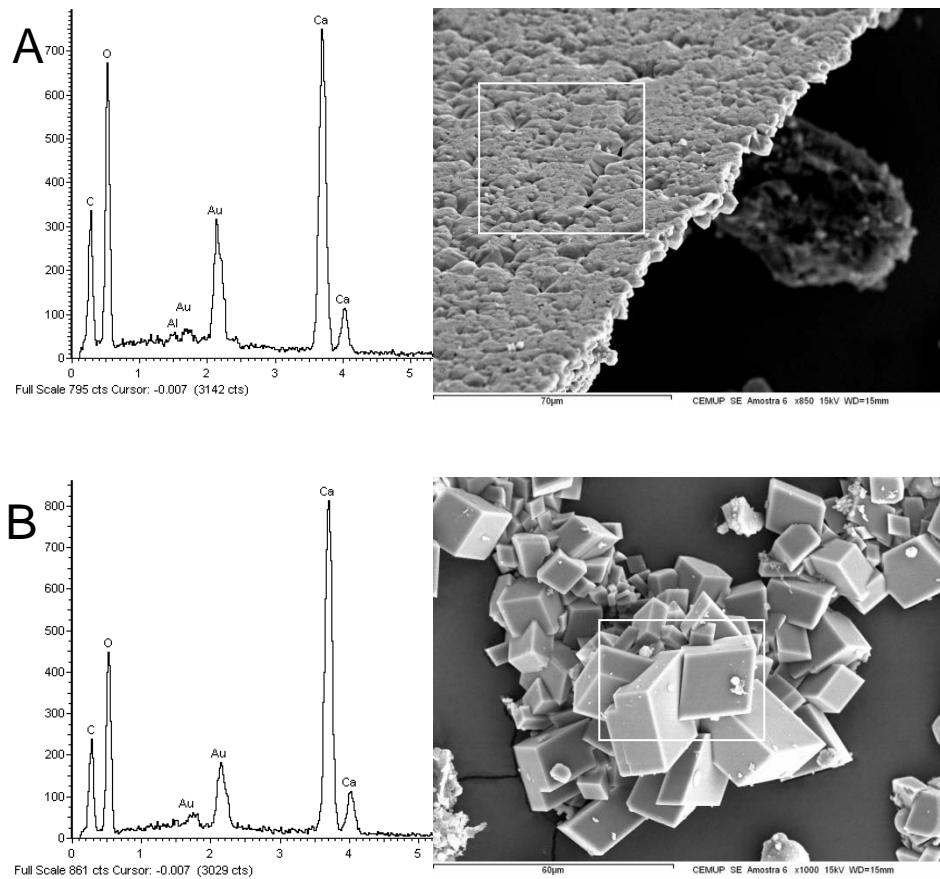 A
Ca
700
O
600
500
400
C
Au
300
200
Au
100
Al
Ca
0
0 1 2 3 4 5
Full Scale 795 cts Cursor: -0.007 (3142 cts)
70µm
CEMUP SE Amostra 6 x850 15kV WD=15mm
B
Ca
800
700
600
500
O
400
300
C
Au
200
Au
100
Ca
0
0 1 2 3 4 5
Full Scale 861 cts Cursor: -0.007 (3029 cts)
60µm
CEMUP SE Amostra 6 x1000 15kV WD=15mm